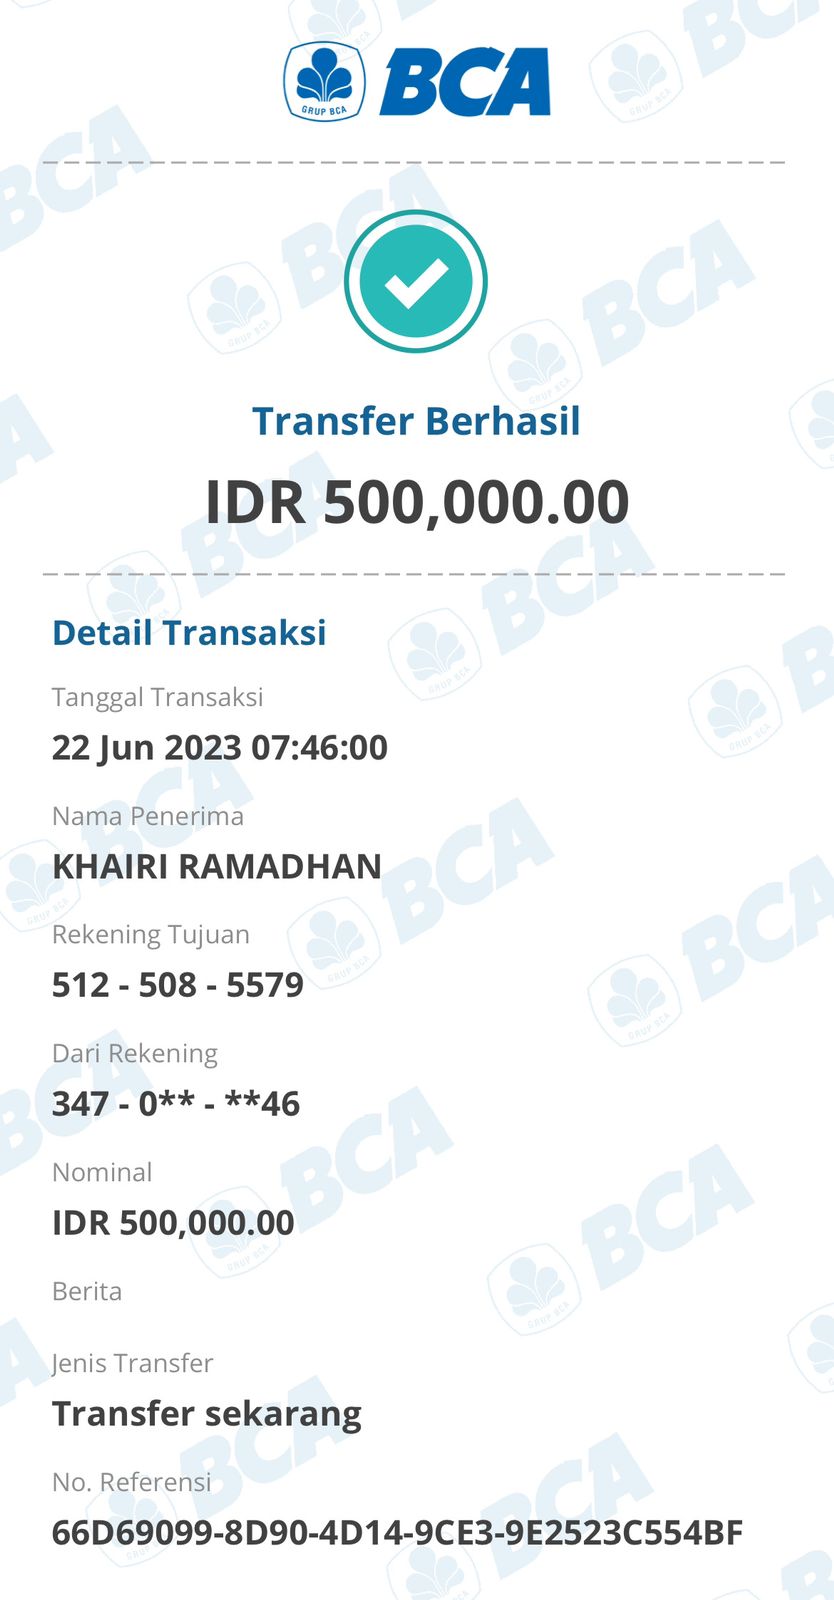 GRUP BCA
BCA
Transfer Berhasil
IDR 500,000.00
Detail Transaksi
Tanggal Transaksi
22 Jun 2023 07:46:00
Nama Penerima
KHAIRI RAMADHAN
Rekening Tujuan
512 - 508 - 5579
Dari Rekening
347 - 0** - **46
Nominal
IDR 500,000.00
Berita
Jenis Transfer
Transfer sekarang
No. Referensi
66D69099-8D90-4D14-9CE3-9E2523C554BF